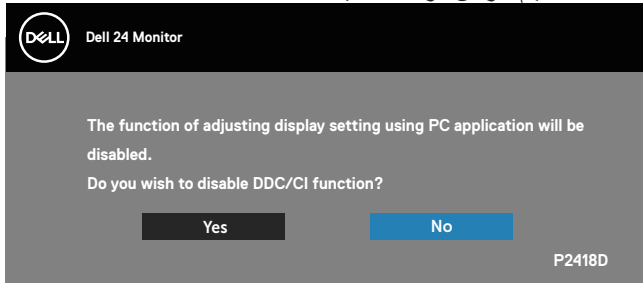 DELL
Dell 24 Monitor
The function of adjusting display setting using PC application will be
disabled.
Do you wish to disable DDC/CI function?
Yes
No
P2418D